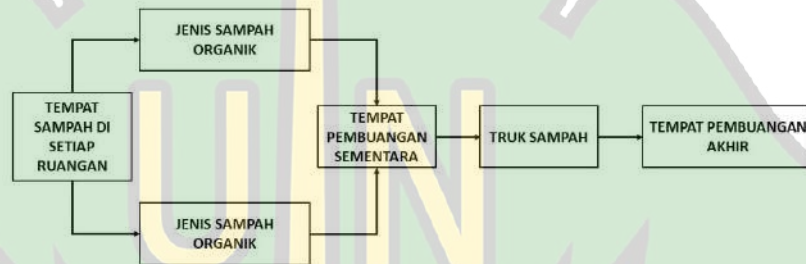 JENIS SAMPAH
ORGANIK
TEMPAT
SAMPAH DI
SETIAP
RUANGAN
TEMPAT
PEMBUANGAN
SEMENTARA
TRUK SAMPAH
TEMPAT PEMBUANGAN
AKHIR
JENIS SAMPAH
ORGANIK
UIN